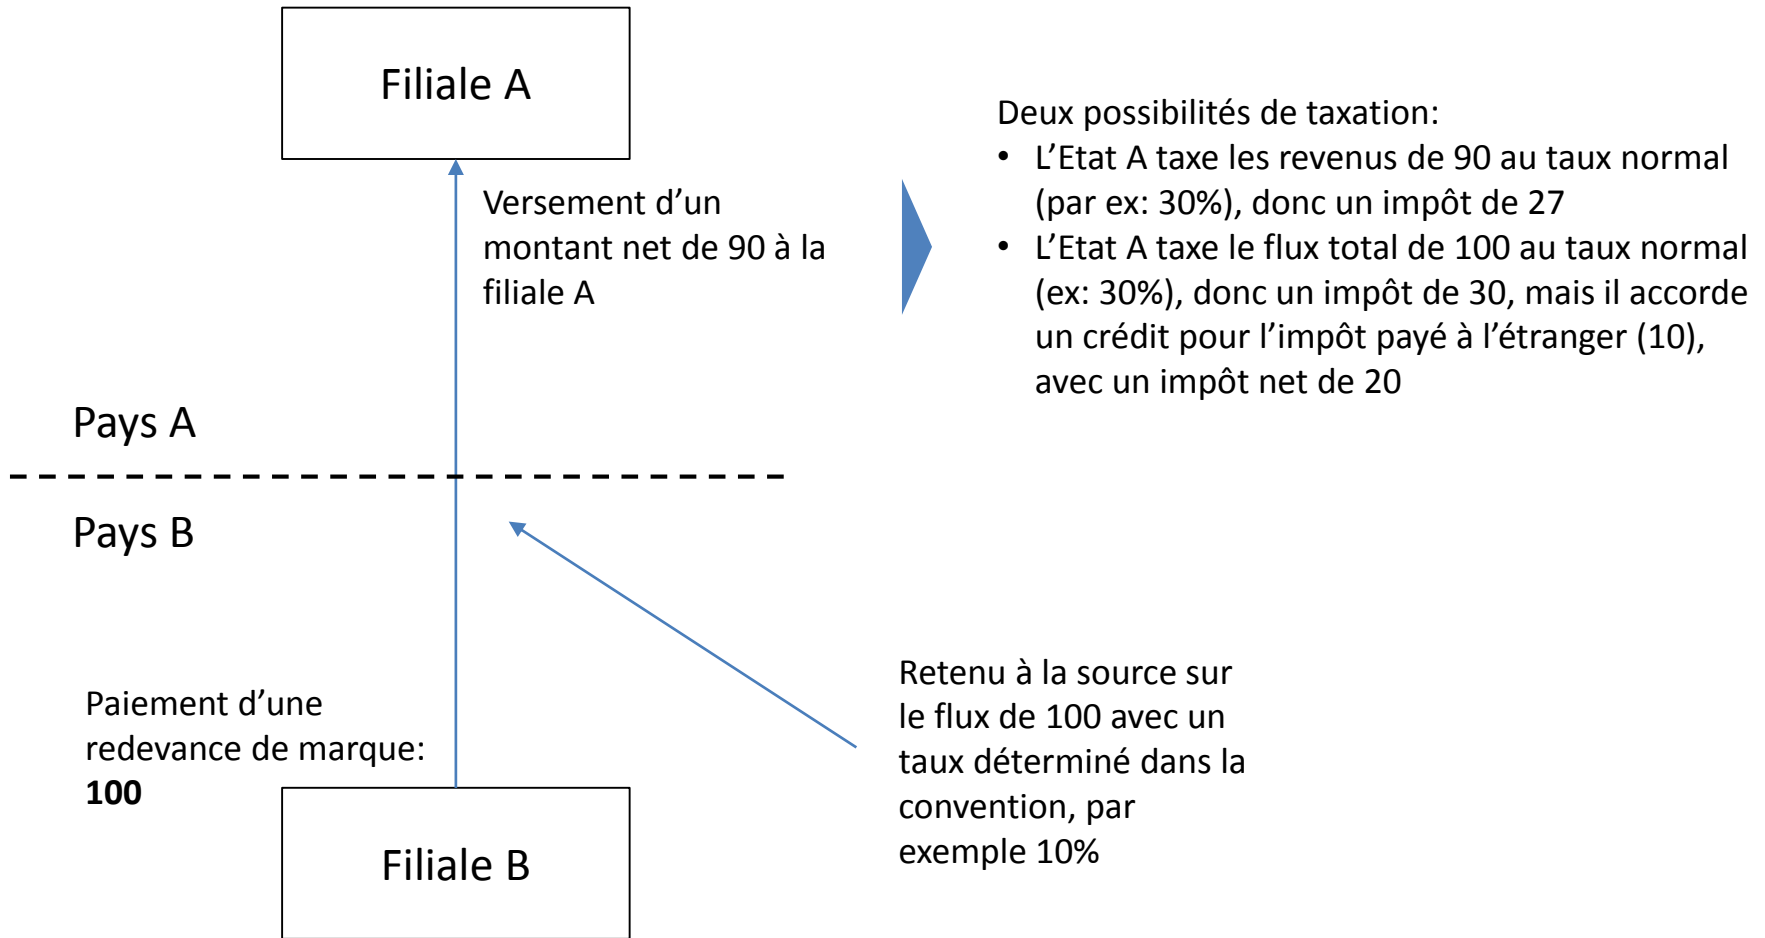 Filiale A
Versement d’un
montant net de 90 à la
filiale A
Deux possibilités de taxation:
• L’Etat A taxe les revenus de 90 au taux normal
(par ex: 30%), donc un impôt de 27
• L’Etat A taxe le flux total de 100 au taux normal
(ex: 30%), donc un impôt de 30, mais il accorde
un crédit pour l’impôt payé à l’étranger (10),
avec un impôt net de 20
Pays A
Pays B
Paiement d’une
redevance de marque:
100
Retenu à la source sur
le flux de 100 avec un
taux déterminé dans la
convention, par
exemple 10%
Filiale B